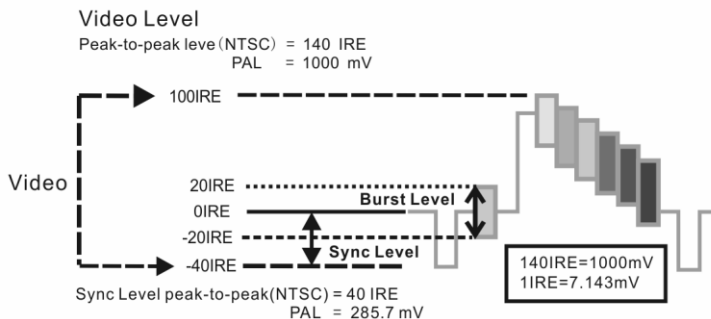 Video Level
Peak-to-peak leve(NTSC) = 140 IRE
PAL = 1000 mV
100IRE
Video
20IRE
Burst Level
0IRE
-20IRE
Sync Level
-40IRE
140IRE=1000mV
1IRE=7.143mV
Sync Level peak-to-peak(NTSC) = 40 IRE
PAL = 285.7 mV